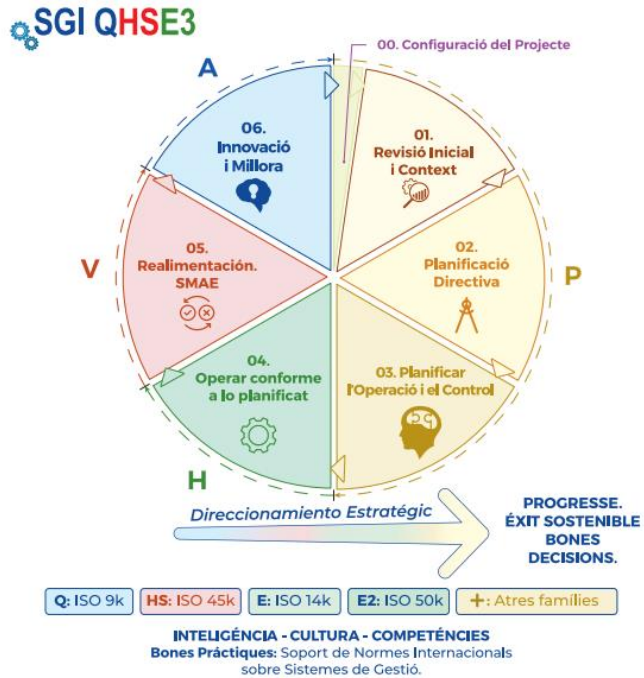 SGI QHSE3
00. Configuració del Projecte
A
06.
Innovació
i Millora
01.
Revisió Inicial
i Context
V
05.
Realimentación.
SMAE
02.
Planificació
Directiva
P
04.
Operar conforme
a lo planificat
03. Planificar
l'Operació i el Control
H
Direccionamiento Estratégic
PROGRESSE.
ÉXIT SOSTENIBLE
BONES
DECISIONS.
Q: ISO 9k
HS: ISO 45k
E: ISO 14k
E2: ISO 50k
+: Atres famílies
INTELIGÉNCIA - CULTURA - COMPETÉNCIES
Bones Práctiques: Soport de Normes Internacionals
sobre Sistemes de Gestió.